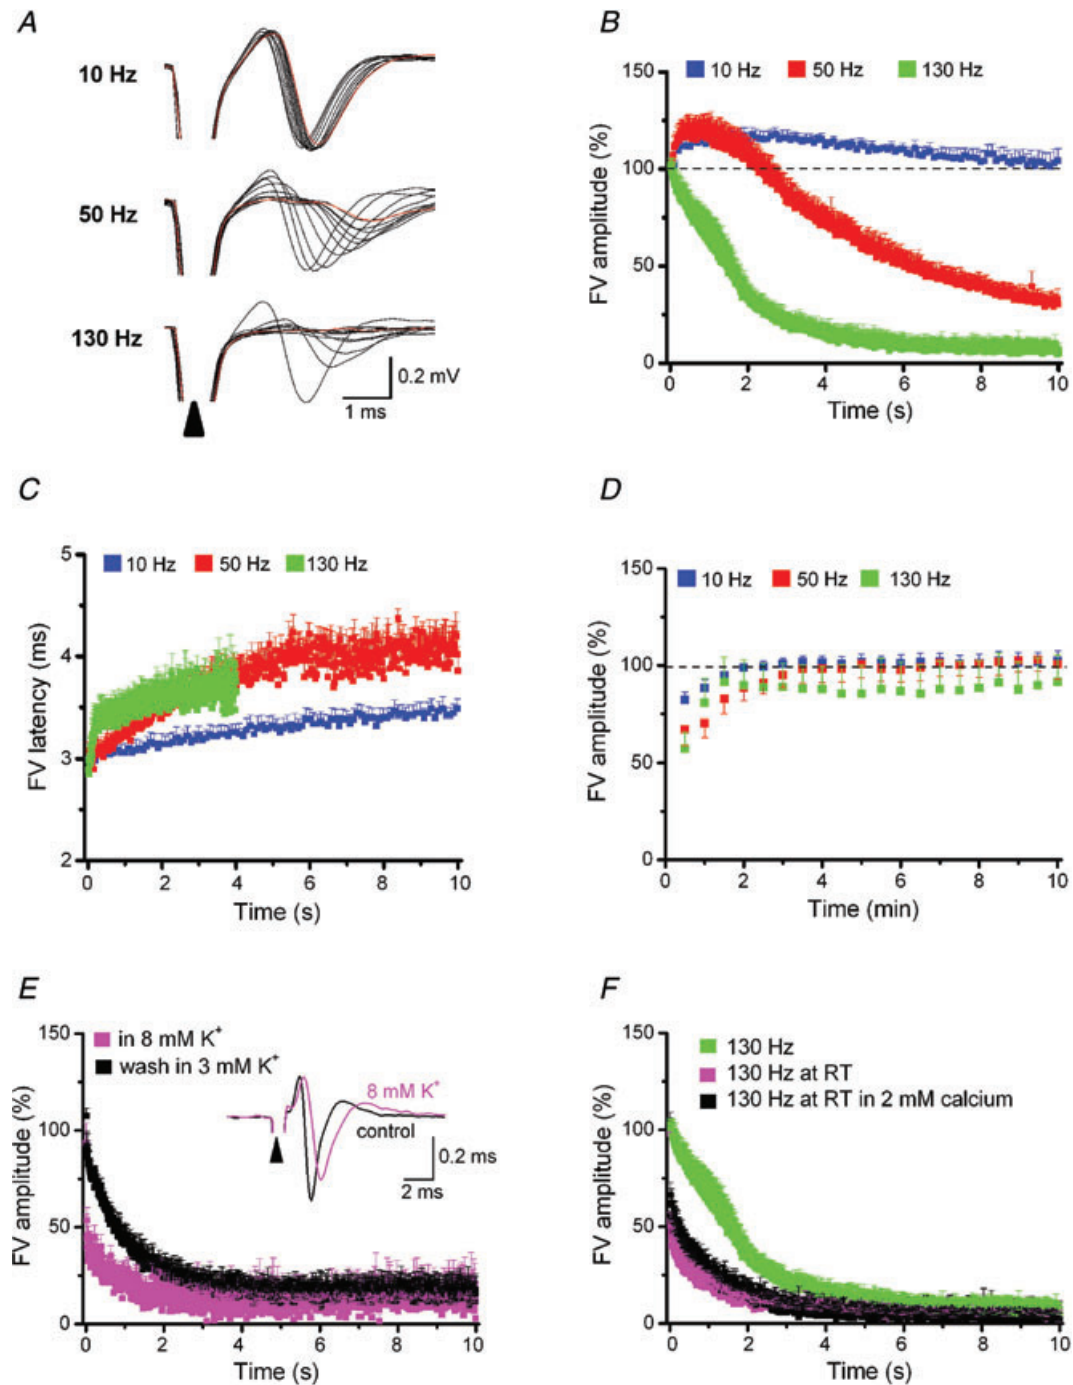 A
10 Hz
50 Hz
130 Hz
0.2 mV
1 ms
B
10 Hz 50 Hz 130 Hz
FV amplitude (%)
150
100
50
0
0 2 4 6 8 10
Time (s)
C
10 Hz 50 Hz 130 Hz
FV latency (ms)
5
4
3
2
0 2 4 6 8 10
Time (s)
D
10 Hz 50 Hz 130 Hz
FV amplitude (%)
150
100
50
0
0 2 4 6 8 10
Time (min)
E
in 8 mM K⁺
wash in 3 mM K⁺
8 mM K⁺
control
0.2 ms
2 ms
FV amplitude (%)
150
100
50
0
0 2 4 6 8 10
Time (s)
F
130 Hz
130 Hz at RT
130 Hz at RT in 2 mM calcium
FV amplitude (%)
150
100
50
0
0 2 4 6 8 10
Time (s)